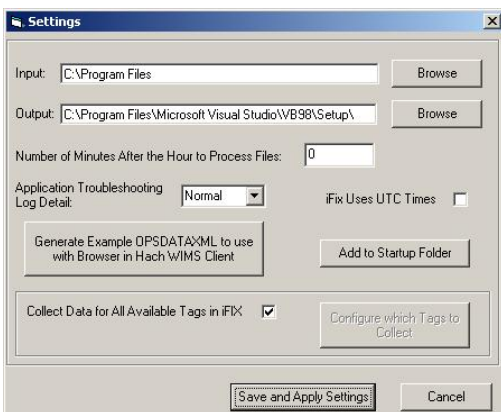 Settings
Input: C:\Program Files Browse
Output: C:\Program Files\Microsoft Visual Studio\VB98\Setup\ Browse
Number of Minutes After the Hour to Process Files: 0
Application Troubleshooting
Log Detail: Normal iFix Uses UTC Times
Generate Example OPSDATAXML to use
with Browser in Hach WIMS Client
Add to Startup Folder
Collect Data for All Available Tags in iFIX
Configure which Tags to
Collect
Save and Apply Settings Cancel